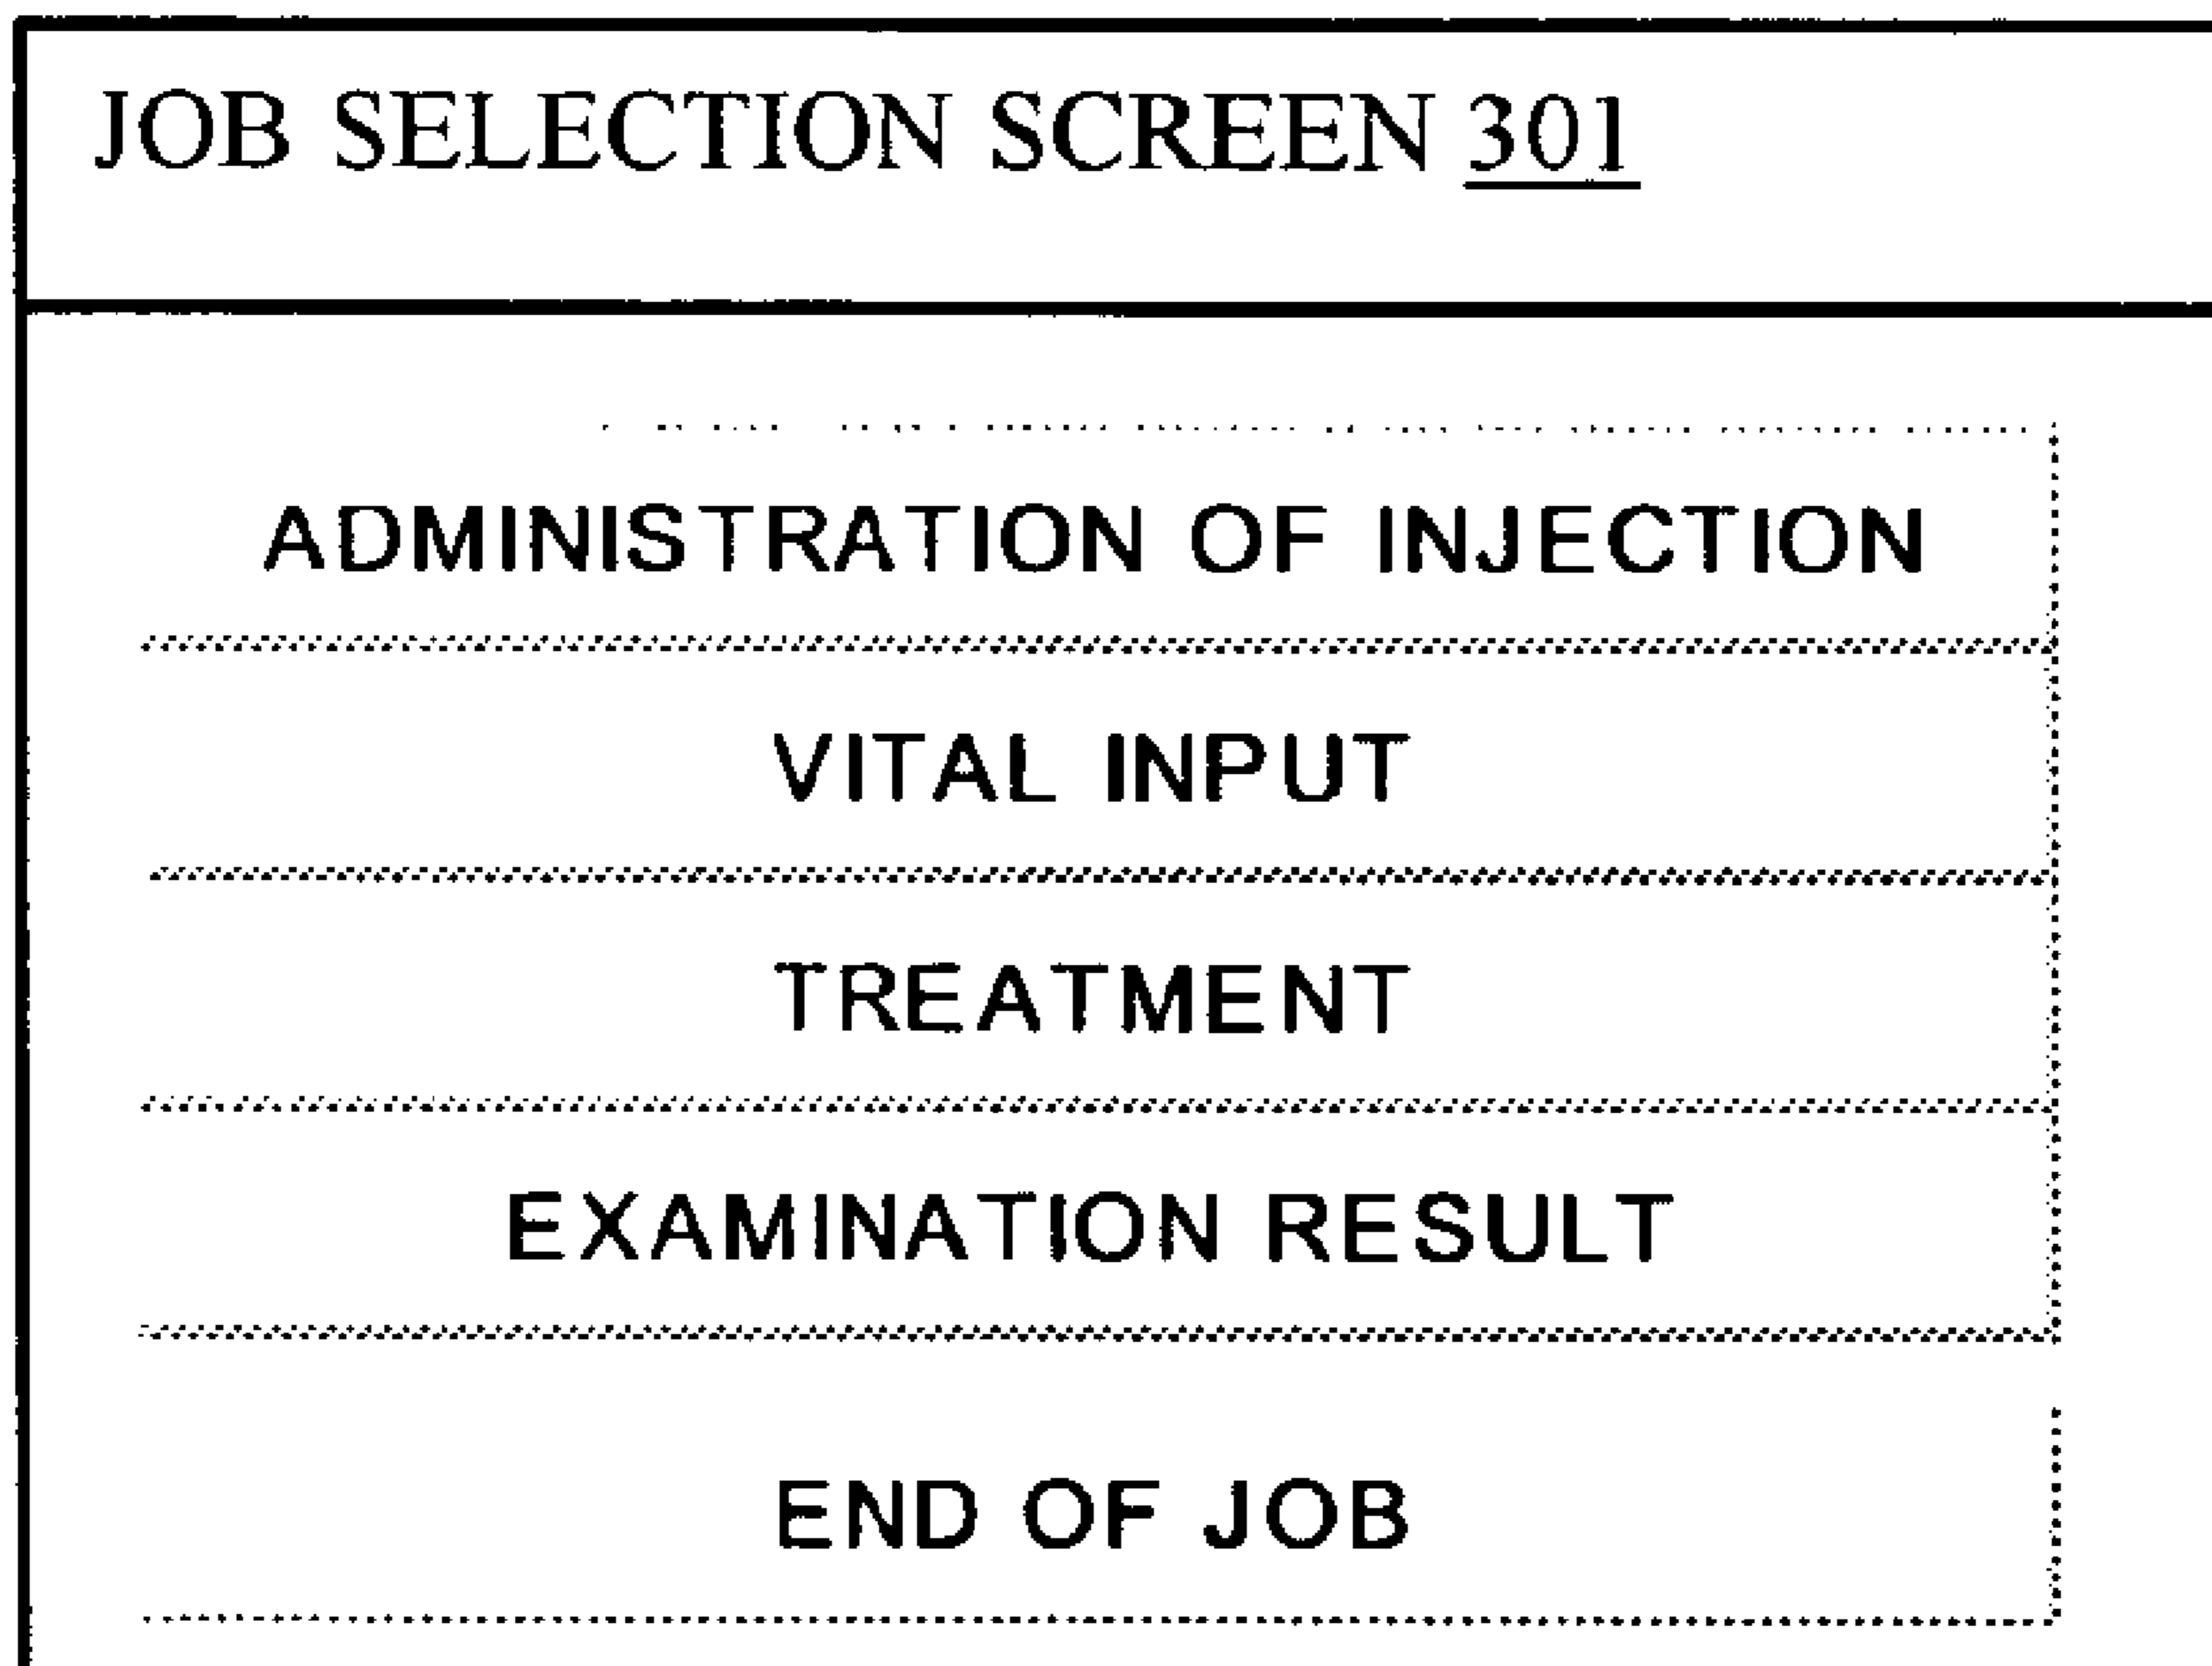 JOB SELECTION SCREEN 301
ADMINISTRATION OF INJECTION
VITAL INPUT
TREATMENT
EXAMINATION RESULT
END OF JOB